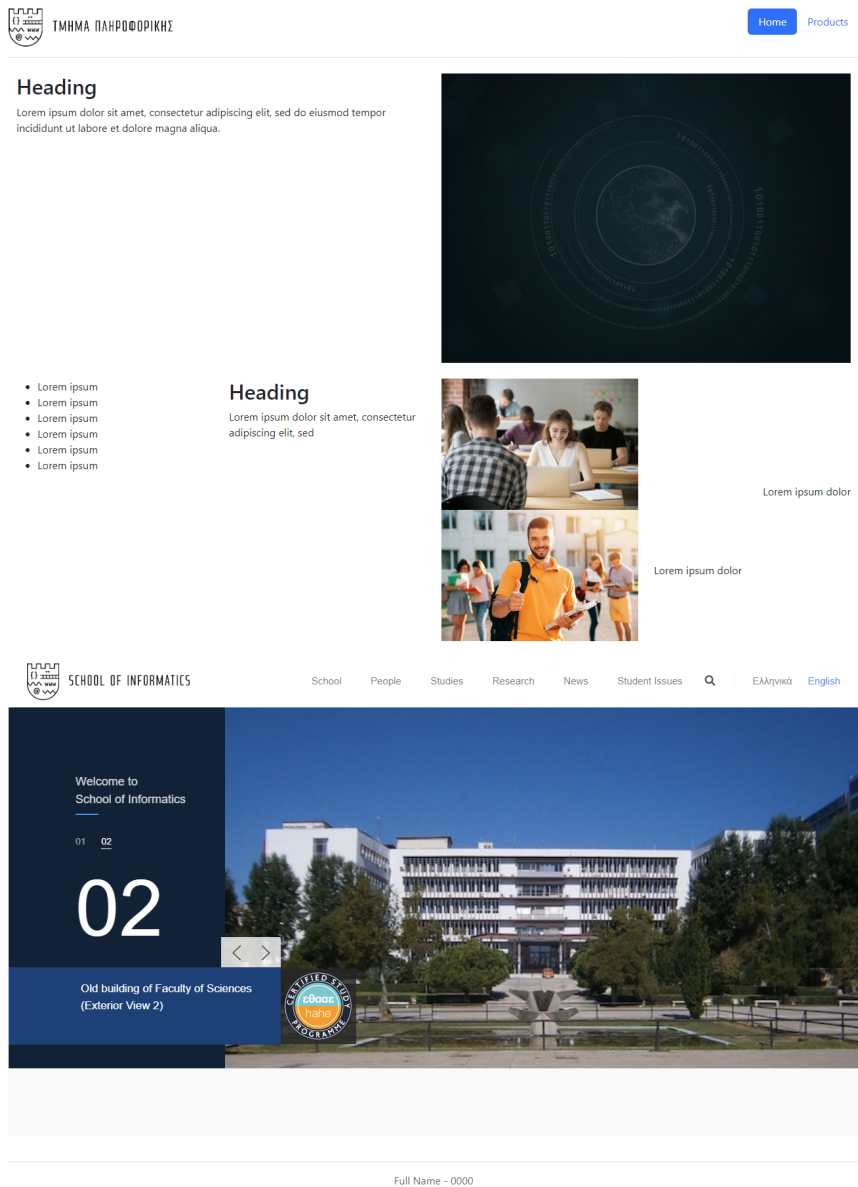 {} www @
ΤΜΗΜΑ ΠΛΗΡΟΦΟΡΙΚΗΣ
Home
Products
Heading
Lorem ipsum dolor sit amet, consectetur adipiscing elit, sed do eiusmod tempor
incididunt ut labore et dolore magna aliqua.
Lorem ipsum
Lorem ipsum
Lorem ipsum
Lorem ipsum
Lorem ipsum
Lorem ipsum
Heading
Lorem ipsum dolor sit amet, consectetur
adipiscing elit, sed
Lorem ipsum dolor
Lorem ipsum dolor
{} www @
SCHOOL OF INFORMATICS
School
People
Studies
Research
News
Student Issues
Ελληνικά
English
Welcome to
School of Informatics
01 02
02
Old building of Faculty of Sciences
(Exterior View 2)
CERTIFIED STUDY
εθααε
hahe
PROGRAMME
Full Name - 0000